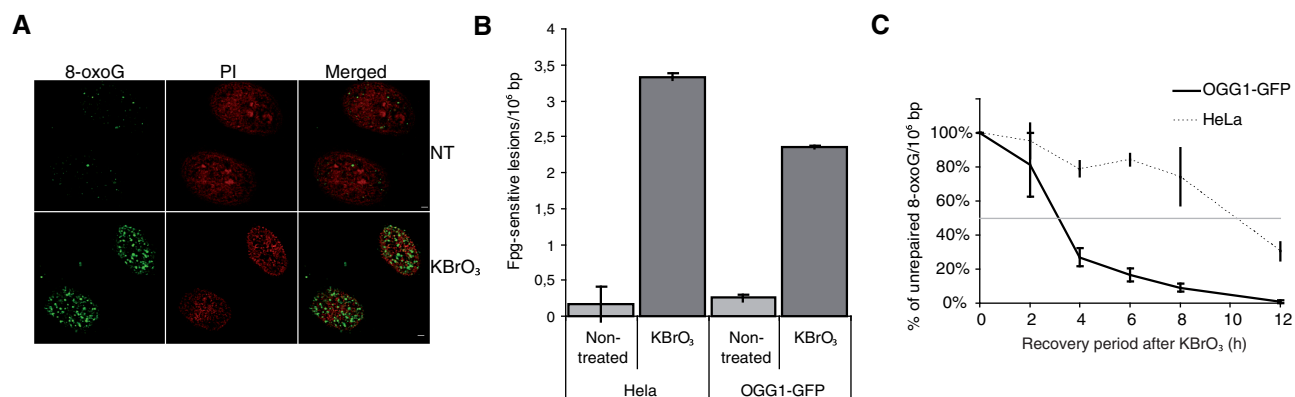 A
8-oxoG
PI
Merged
NT
KBrO₃
B
Fpg-sensitive lesions/10⁶ bp
4
3,5
3
2,5
2
1,5
1
0,5
0
Non-treated
KBrO₃
Non-treated
KBrO₃
Hela
OGG1-GFP
C
OGG1-GFP
HeLa
% of unrepaired 8-oxoG/10⁶ bp
100%
80%
60%
40%
20%
0%
0
2
4
6
8
10
12
Recovery period after KBrO₃ (h)